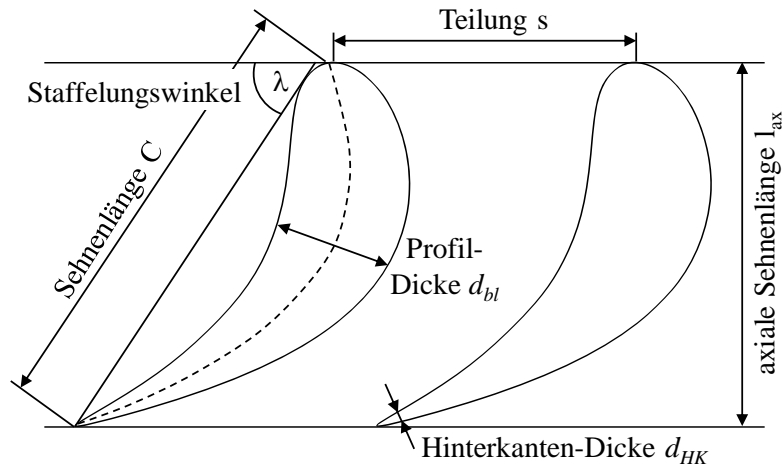 Teilung s
Staffelungswinkel
λ
Sehnenlänge C
Profil-
Dicke d_bl
axiale Sehnenlänge l_ax
Hinterkanten-Dicke d_HK